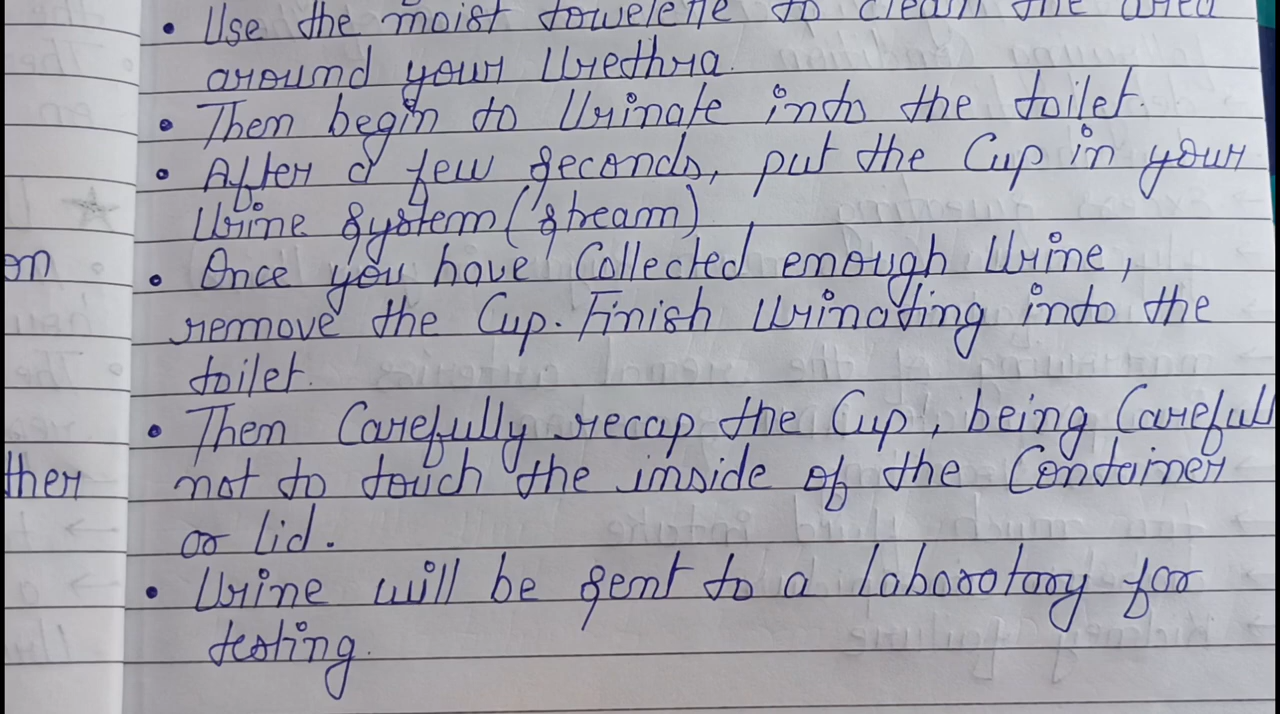 • Use the moist towelette to clean the area
around your Urethra.
• Then begin to Urinate into the toilet.
• After a few seconds, put the Cup in your
Urine system ('stream)
on
• Once you have Collected enough Urine,
remove the Cup. Finish Urinating into the
toilet.
• Then Carefully recap the Cup, being Careful
ther
not to touch the inside of the Container
or lid.
• Urine will be sent to a laborotory for
testing.